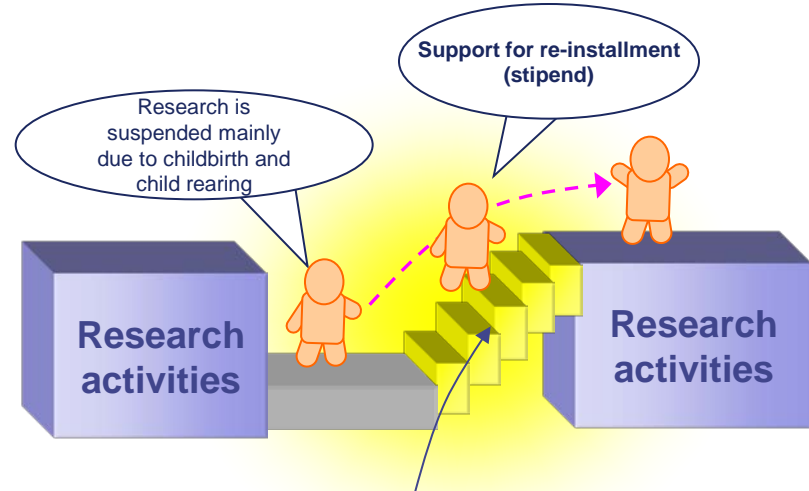 Support for re-installment
(stipend)
Research is
suspended mainly
due to childbirth and
child rearing
Research
activities
Research
activities